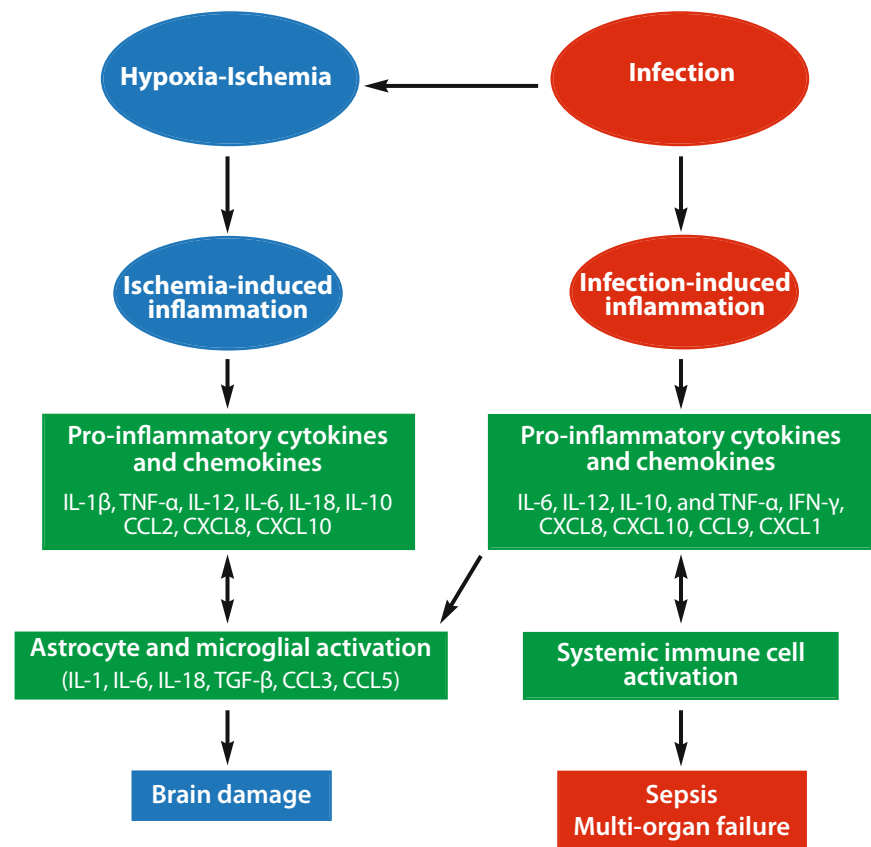 Hypoxia-Ischemia
Infection
Ischemia-induced
inflammation
Infection-induced
inflammation
Pro-inflammatory cytokines
and chemokines
IL-1β, TNF-α, IL-12, IL-6, IL-18, IL-10
CCL2, CXCL8, CXCL10
Pro-inflammatory cytokines
and chemokines
IL-6, IL-12, IL-10, and TNF-α, IFN-γ,
CXCL8, CXCL10, CCL9, CXCL1
Astrocyte and microglial activation
(IL-1, IL-6, IL-18, TGF-β, CCL3, CCL5)
Systemic immune cell
activation
Brain damage
Sepsis
Multi-organ failure